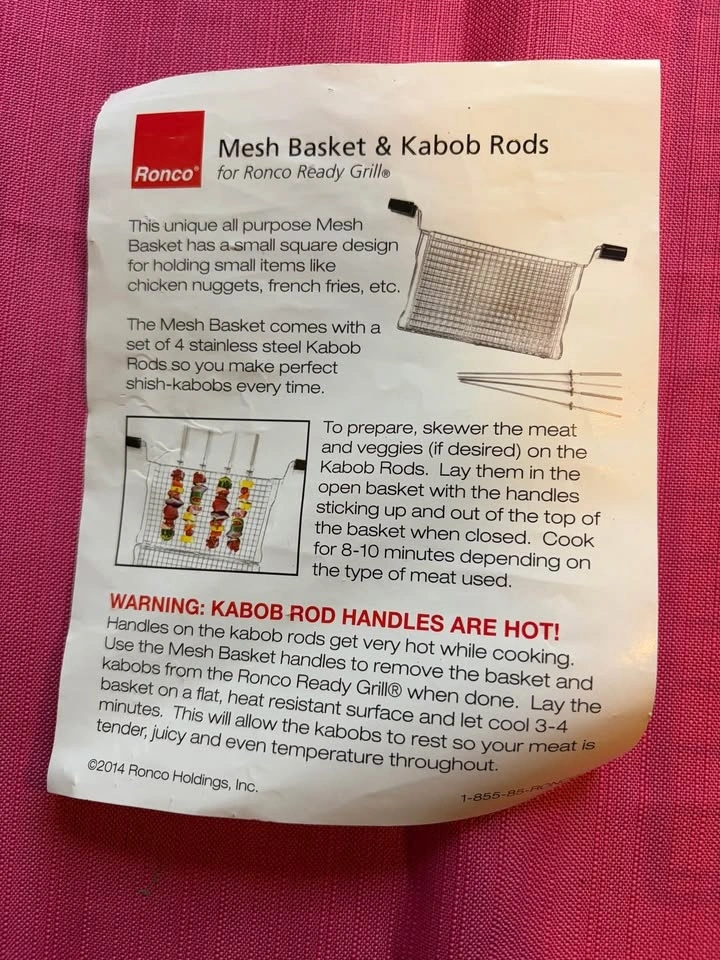 Ronco®
Mesh Basket & Kabob Rods
for Ronco Ready Grill®
This unique all purpose Mesh
Basket has a small square design
for holding small items like
chicken nuggets, french fries, etc.
The Mesh Basket comes with a
set of 4 stainless steel Kabob
Rods so you make perfect
shish-kabobs every time.
To prepare, skewer the meat
and veggies (if desired) on the
Kabob Rods. Lay them in the
open basket with the handles
sticking up and out of the top of
the basket when closed. Cook
for 8-10 minutes depending on
the type of meat used.
WARNING: KABOB ROD HANDLES ARE HOT!
Handles on the kabob rods get very hot while cooking.
Use the Mesh Basket handles to remove the basket and
kabobs from the Ronco Ready Grill® when done. Lay the
basket on a flat, heat resistant surface and let cool 3-4
minutes. This will allow the kabobs to rest so your meat is
tender, juicy and even temperature throughout.
©2014 Ronco Holdings, Inc.
1-855-85-RON